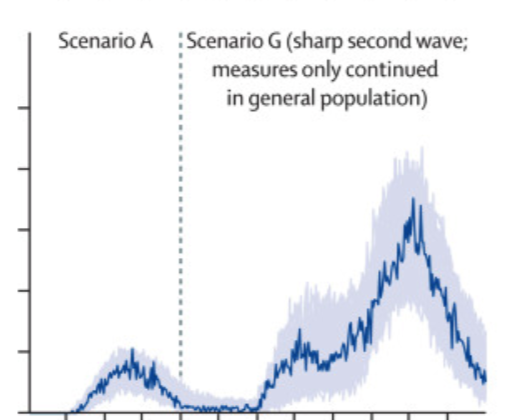 Scenario A
Scenario G (sharp second wave;
measures only continued
in general population)